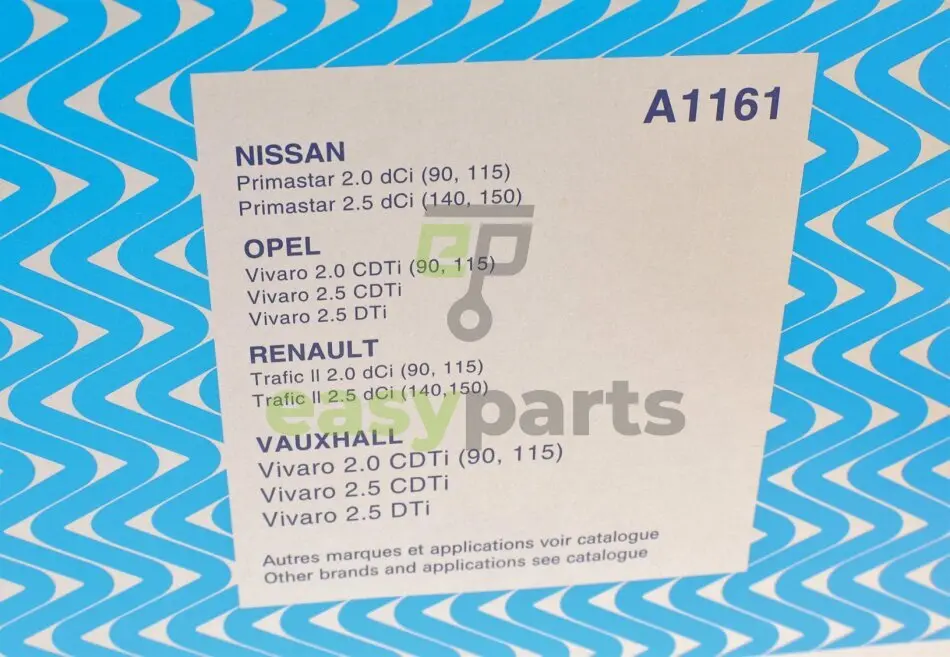 A1161
NISSAN
Primastar 2.0 dCi (90, 115)
Primastar 2.5 dCi (140, 150)
OPEL
Vivaro 2.0 CDTi (90, 115)
Vivaro 2.5 CDTi
Vivaro 2.5 DTi
RENAULT
Trafic II 2.0 dCi (90, 115)
Trafic II 2.5 dCi (140,150)
easyparts
VAUXHALL
Vivaro 2.0 CDTi (90, 115)
Vivaro 2.5 CDTi
Vivaro 2.5 DTi
Autres marques et applications voir catalogue
Other brands and applications see catalogue